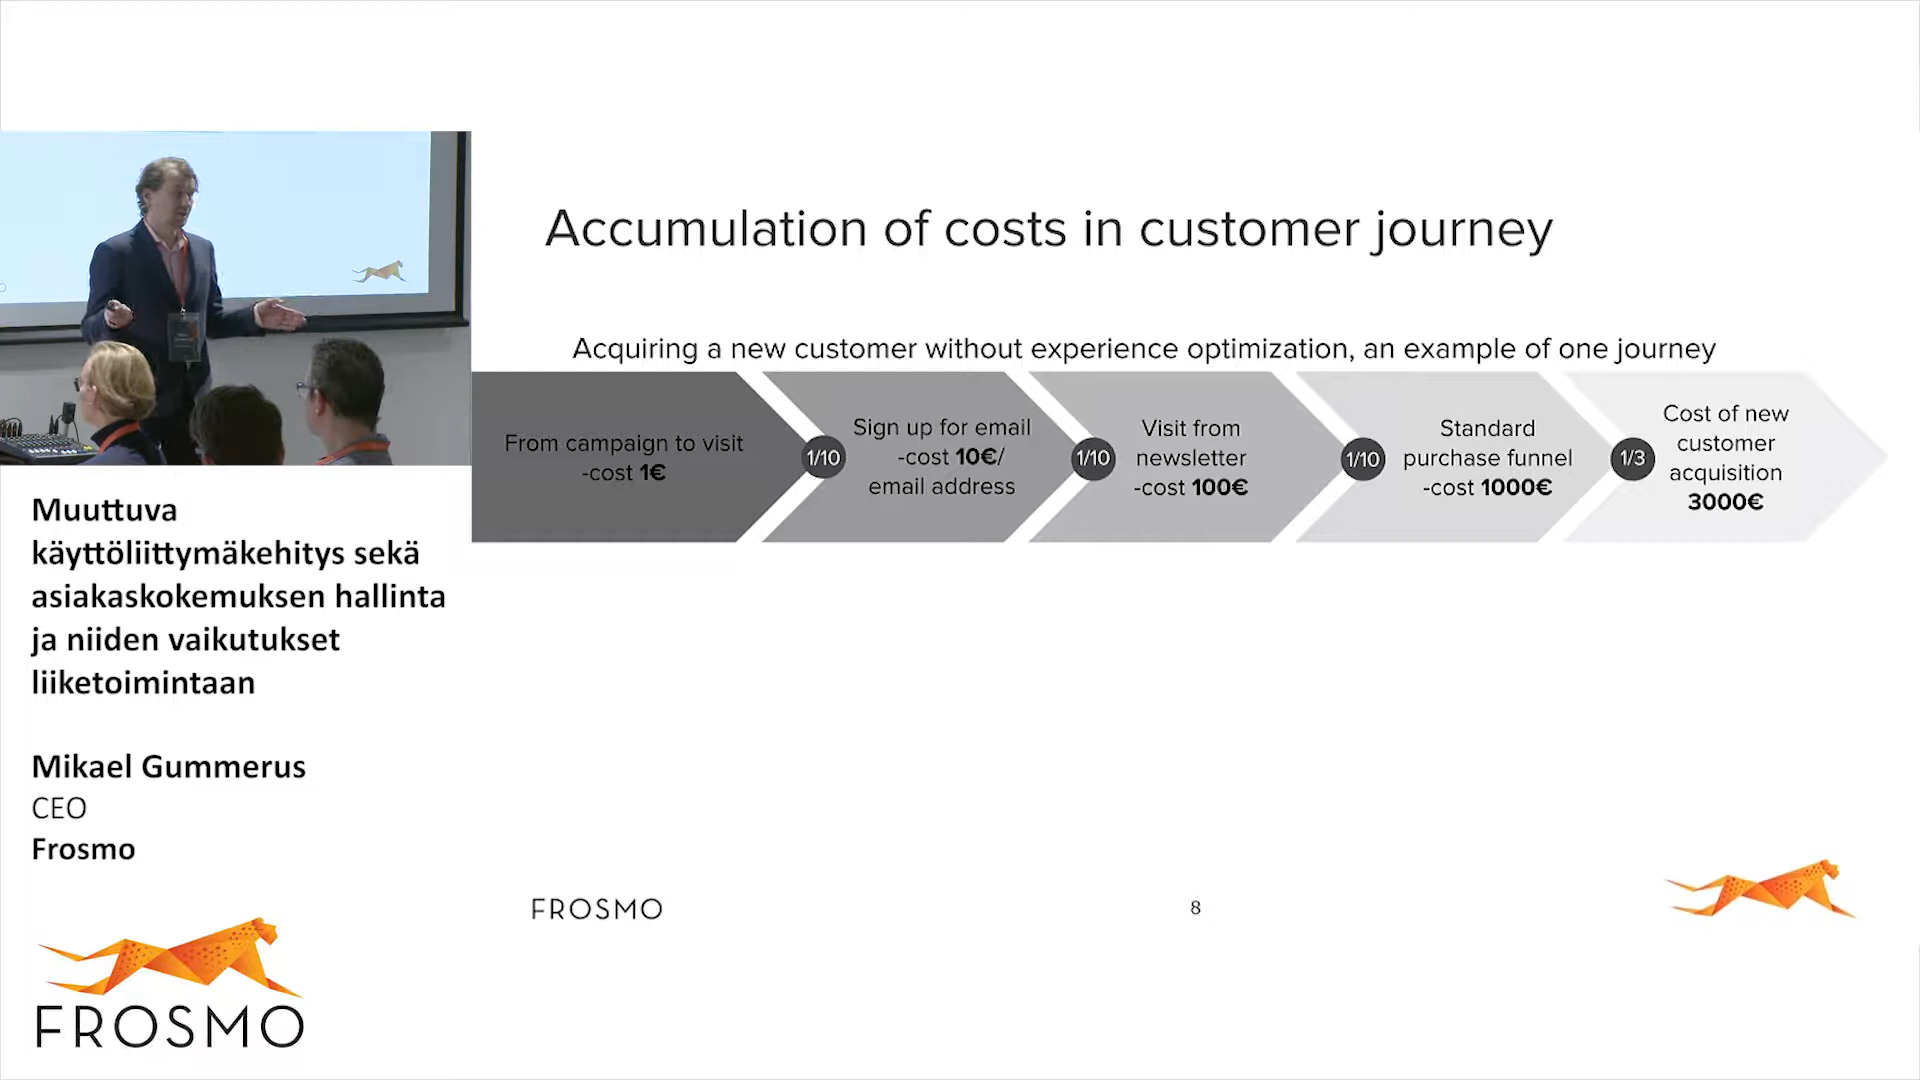 Accumulation of costs in customer journey
Acquiring a new customer without experience optimization, an example of one journey
From campaign to visit
-cost 1€
1/10
Sign up for email
-cost 10€/
email address
1/10
Visit from
newsletter
-cost 100€
1/10
Standard
purchase funnel
-cost 1000€
1/3
Cost of new
customer
acquisition
3000€
Muuttuva
käyttöliittymäkehitys sekä
asiakaskokemuksen hallinta
ja niiden vaikutukset
liiketoimintaan
Mikael Gummerus
CEO
Frosmo
FROSMO
FROSMO
8